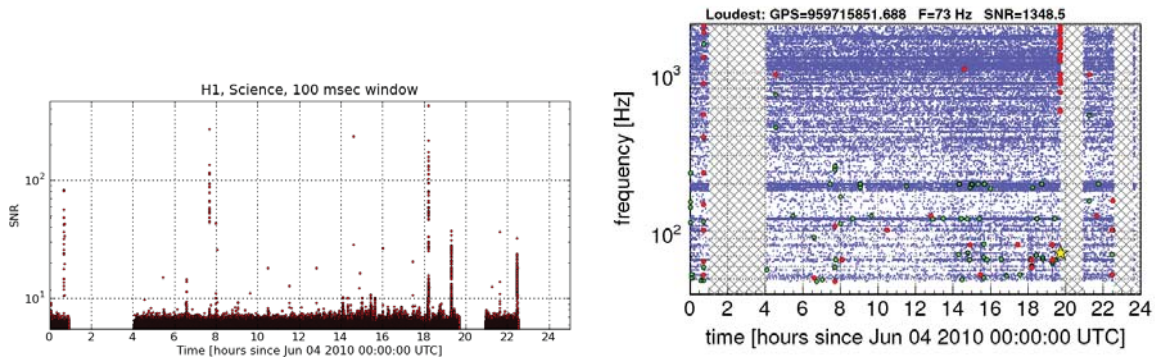 H1, Science, 100 msec window
SNR
10²
10¹
0 2 4 6 8 10 12 14 16 18 20 22 24
Time [hours since Jun 04 2010 00:00:00 UTC]
Loudest: GPS=959715851.688 F=73 Hz SNR=1348.5
frequency [Hz]
10³
10²
0 2 4 6 8 10 12 14 16 18 20 22 24
time [hours since Jun 04 2010 00:00:00 UTC]